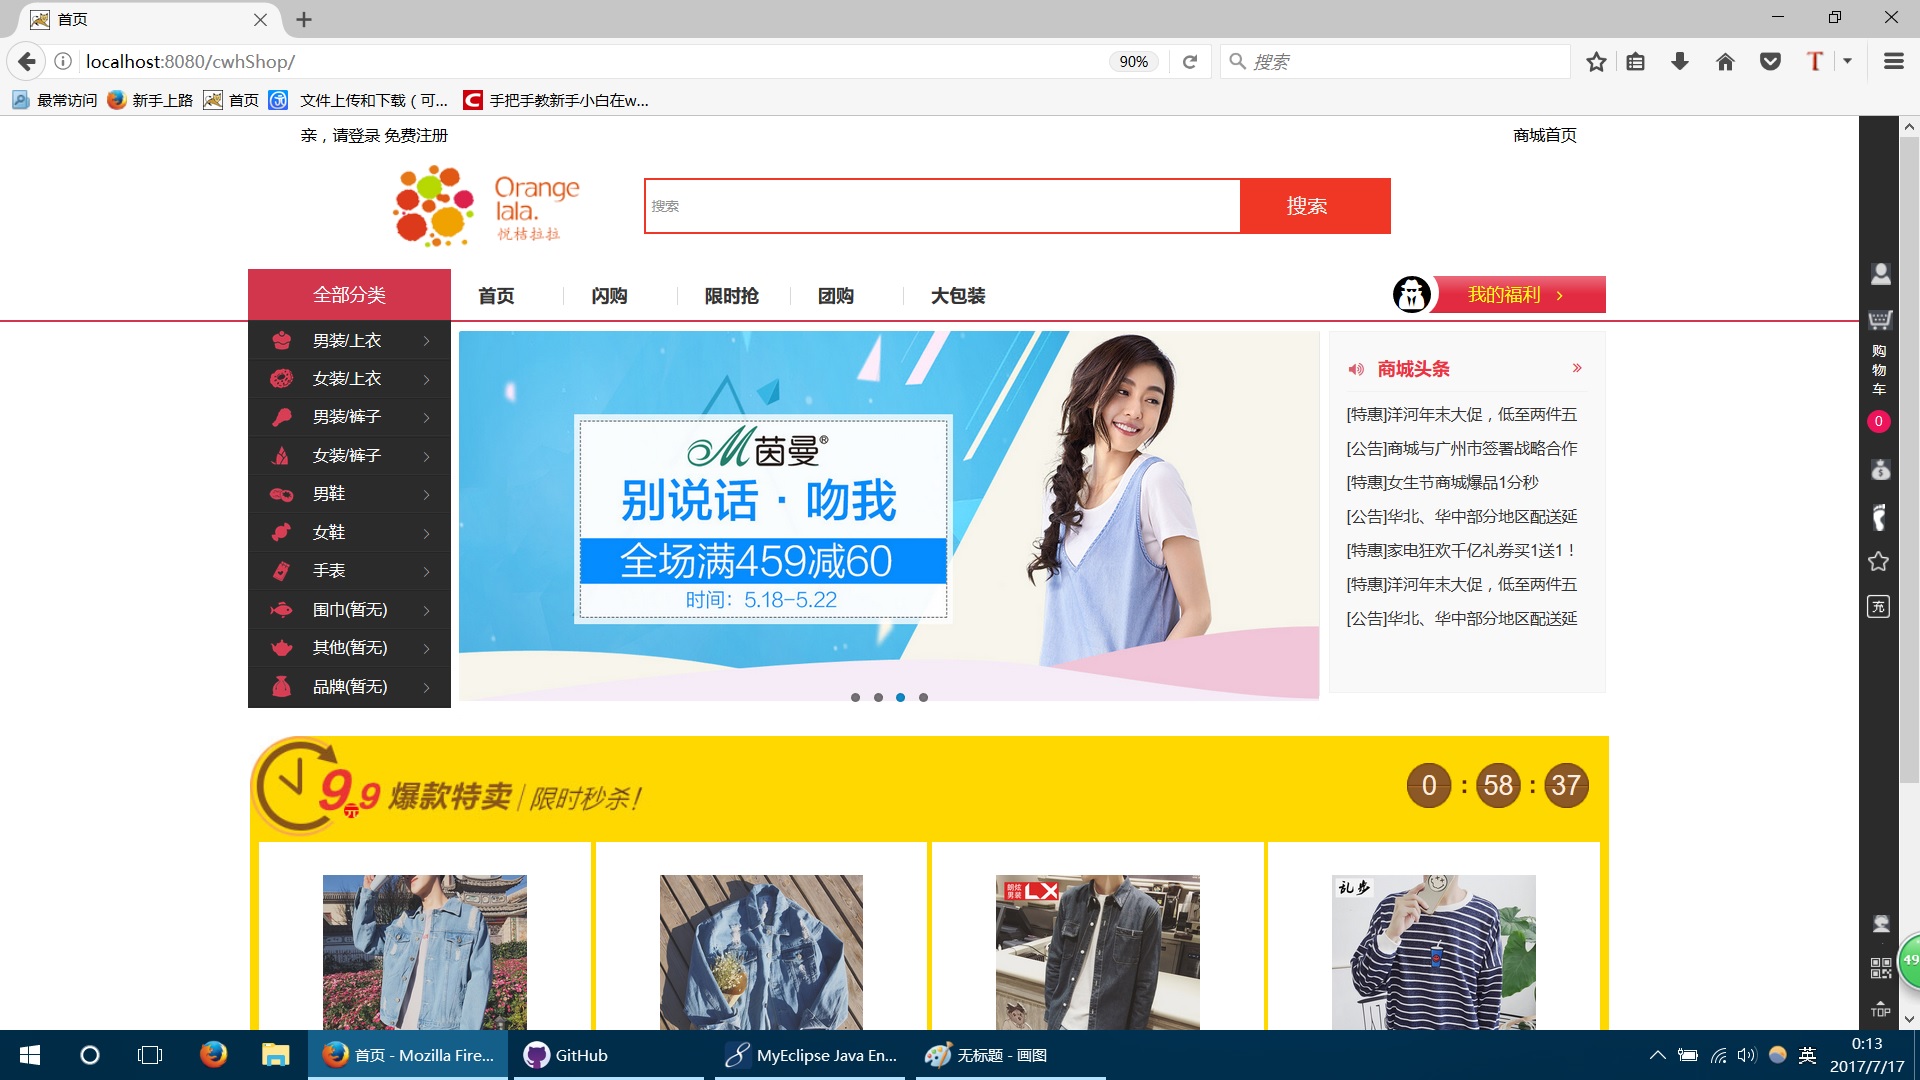 首页
localhost:8080/cwhShop/
90%
搜索
最常访问
新手上路
首页
文件上传和下载（可...
手把手教新手小白在w...
亲，请登录 免费注册
商城首页
Orange
lala.
悦桔拉拉
搜索
搜索
全部分类
首页
闪购
限时抢
团购
大包装
我的福利
男装/上衣
女装/上衣
男装/裤子
女装/裤子
男鞋
女鞋
手表
围巾(暂无)
其他(暂无)
品牌(暂无)
茵曼®
别说话·吻我
全场满459减60
时间：5.18-5.22
商城头条
[特惠]洋河年末大促，低至两件五
[公告]商城与广州市签署战略合作
[特惠]女生节商城爆品1分秒
[公告]华北、华中部分地区配送延
[特惠]家电狂欢千亿礼券买1送1！
[特惠]洋河年末大促，低至两件五
[公告]华北、华中部分地区配送延
购
物
车
0
充
49
TOP
9.9元 爆款特卖 | 限时秒杀！
0 : 58 : 37
朗炫
男装
LX
乱步
首页 - Mozilla Fire...
GitHub
MyEclipse Java En...
无标题 - 画图
英
0:13
2017/7/17